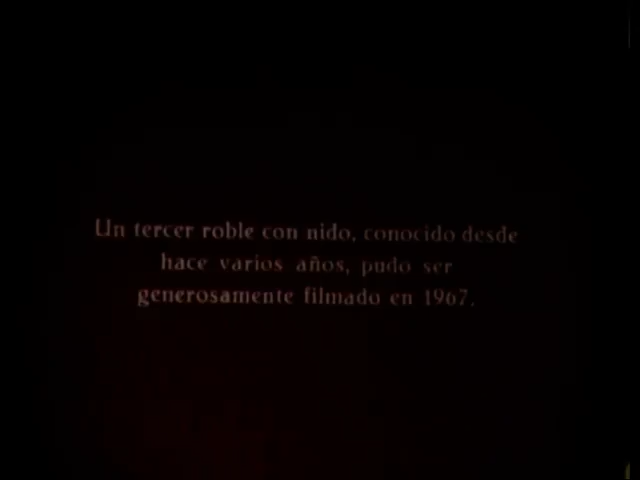 Un tercer roble con nido, conocido desde
hace varios años, pudo ser
generosamente filmado en 1967.